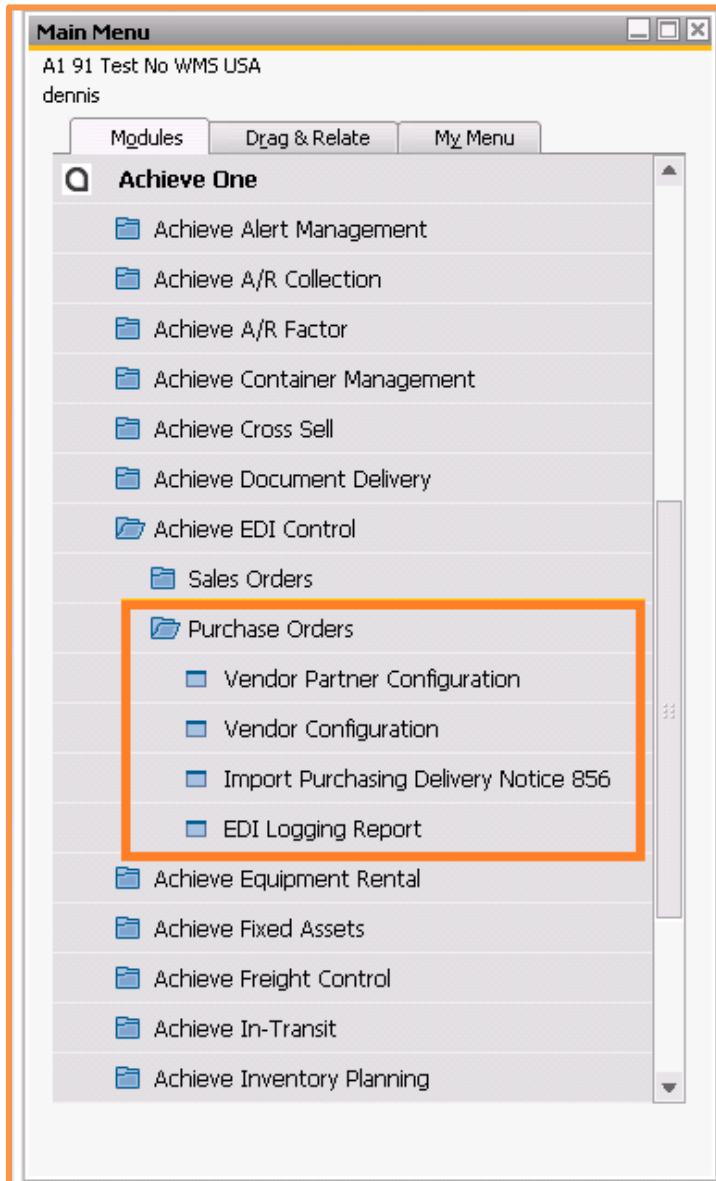 Main Menu
A1 91 Test No WMS USA
dennis
Modules Drag & Relate My Menu
Achieve One
Achieve Alert Management
Achieve A/R Collection
Achieve A/R Factor
Achieve Container Management
Achieve Cross Sell
Achieve Document Delivery
Achieve EDI Control
Sales Orders
Purchase Orders
Vendor Partner Configuration
Vendor Configuration
Import Purchasing Delivery Notice 856
EDI Logging Report
Achieve Equipment Rental
Achieve Fixed Assets
Achieve Freight Control
Achieve In-Transit
Achieve Inventory Planning